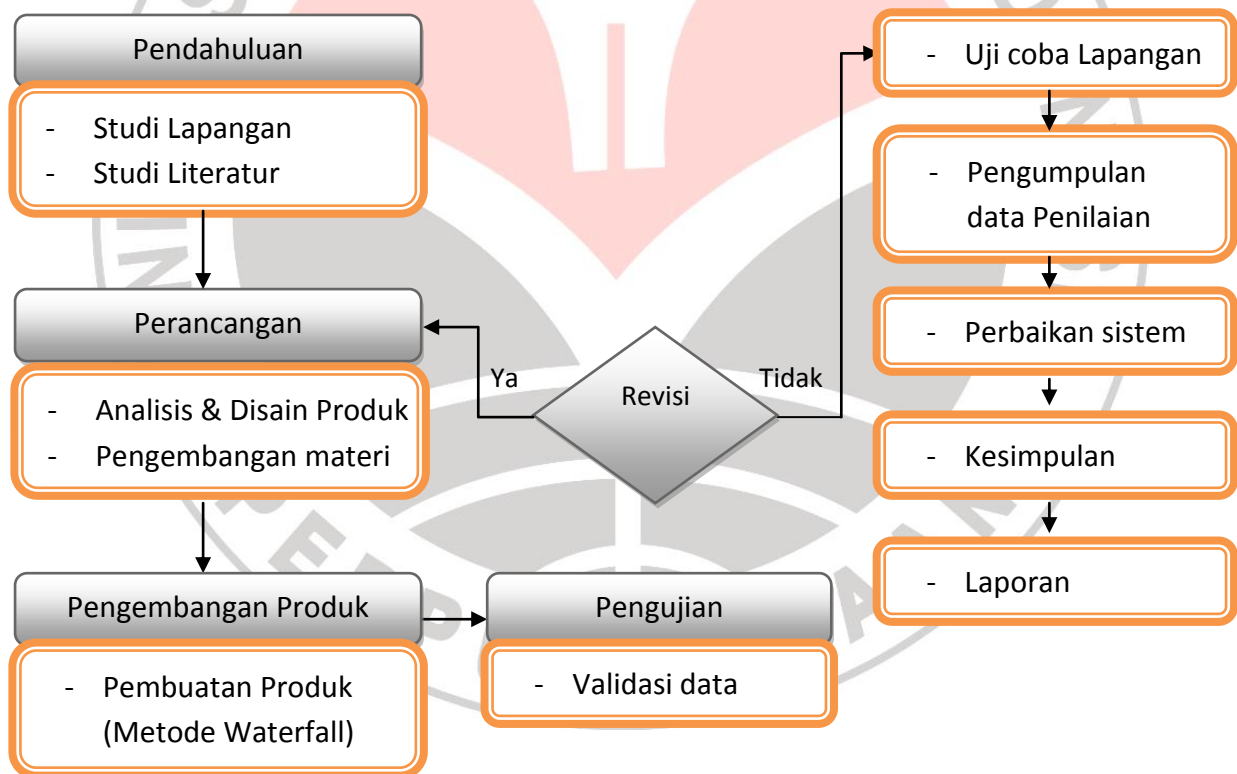 Pendahuluan
- Studi Lapangan
- Studi Literatur
Perancangan
- Analisis & Disain Produk
- Pengembangan materi
Pengembangan Produk
- Pembuatan Produk
(Metode Waterfall)
Pengujian
- Validasi data
Revisi
Ya
Tidak
- Uji coba Lapangan
- Pengumpulan
data Penilaian
- Perbaikan sistem
- Kesimpulan
- Laporan